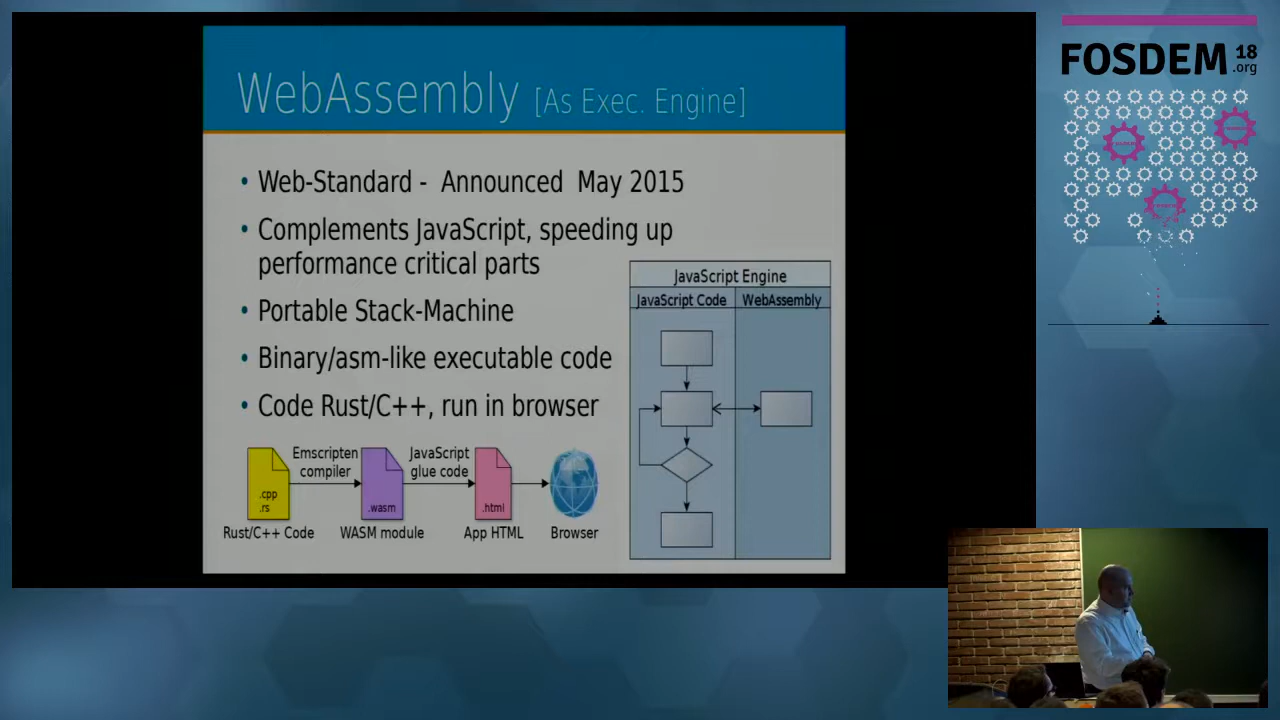 WebAssembly [As Exec. Engine]
• Web-Standard - Announced May 2015
• Complements JavaScript, speeding up
performance critical parts
• Portable Stack-Machine
• Binary/asm-like executable code
• Code Rust/C++, run in browser
JavaScript Engine
JavaScript Code WebAssembly
Emscripten
compiler
JavaScript
glue code
.cpp
.rs
.wasm
.html
Rust/C++ Code
WASM module
App HTML
Browser
FOSDEM 18
.org